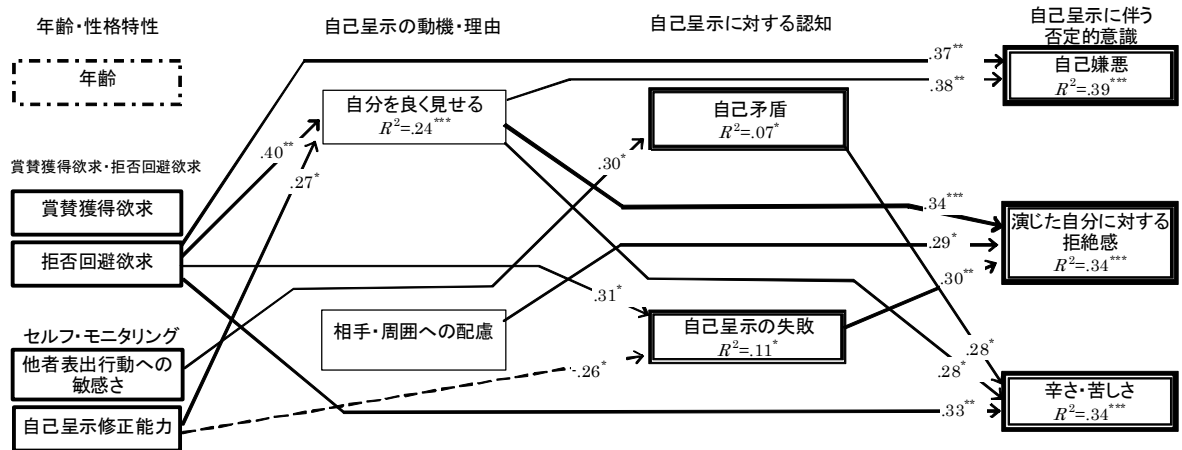 年齢・性格特性
自己呈示の動機・理由
自己呈示に対する認知
自己呈示に伴う
否定的意識
年齢
自分を良く見せる
R²=.24***
自己矛盾
R²=.07*
自己嫌悪
R²=.39***
.37**
.38**
賞賛獲得欲求・拒否回避欲求
賞賛獲得欲求
拒否回避欲求
.40**
.27*
.30*
.34***
.29*
.30**
演じた自分に対する
拒絶感
R²=.34***
セルフ・モニタリング
他者表出行動への
敏感さ
自己呈示修正能力
相手・周囲への配慮
.31*
-.26*
自己呈示の失敗
R²=.11*
.28*
.28*
.33**
辛さ・苦しさ
R²=.34***